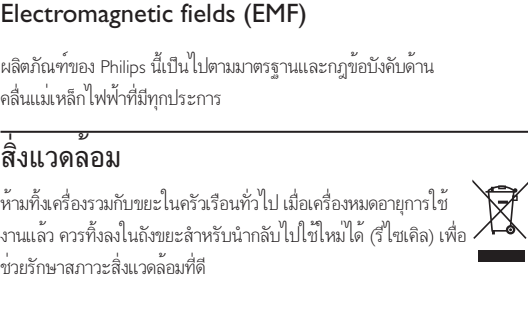 Electromagnetic fields (EMF)
ผลิตภัณฑ์ของ Philips นี้เป็นไปตามมาตรฐานและกฎข้อบังคับด้าน
คลื่นแม่เหล็กไฟฟ้าที่มีทุกประการ
สิ่งแวดล้อม
ห้ามทิ้งเครื่องรวมกับขยะในครัวเรือนทั่วไป เมื่อเครื่องหมดอายุการใช้
งานแล้ว ควรทิ้งลงในถังขยะสำหรับนำกลับไปใช้ใหม่ได้ (รีไซเคิล) เพื่อ
ช่วยรักษาสภาวะสิ่งแวดล้อมที่ดี